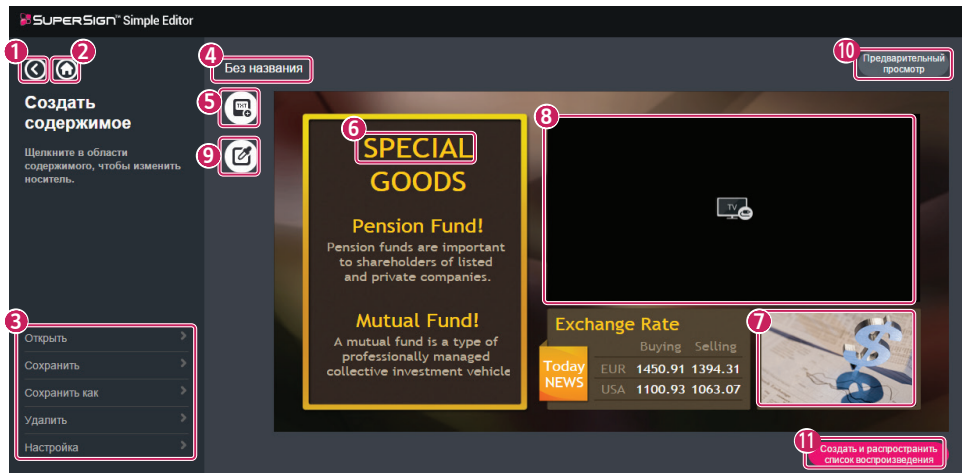 SUPERSIGN™ Simple Editor
1
2
Создать
содержимое
Щелкните в области
содержимого, чтобы изменить
носитель.
3
Открыть
Сохранить
Сохранить как
Удалить
Настройка
4
Без названия
5
TXT
9
10
Предварительный
просмотр
6
SPECIAL
GOODS
Pension Fund!
Pension funds are important
to shareholders of listed
and private companies.
Mutual Fund!
A mutual fund is a type of
professionally managed
collective investment vehicle
8
TV
Exchange Rate
Buying Selling
Today
NEWS
EUR 1450.91 1394.31
USA 1100.93 1063.07
7
11
Создать и распространить
список воспроизведения